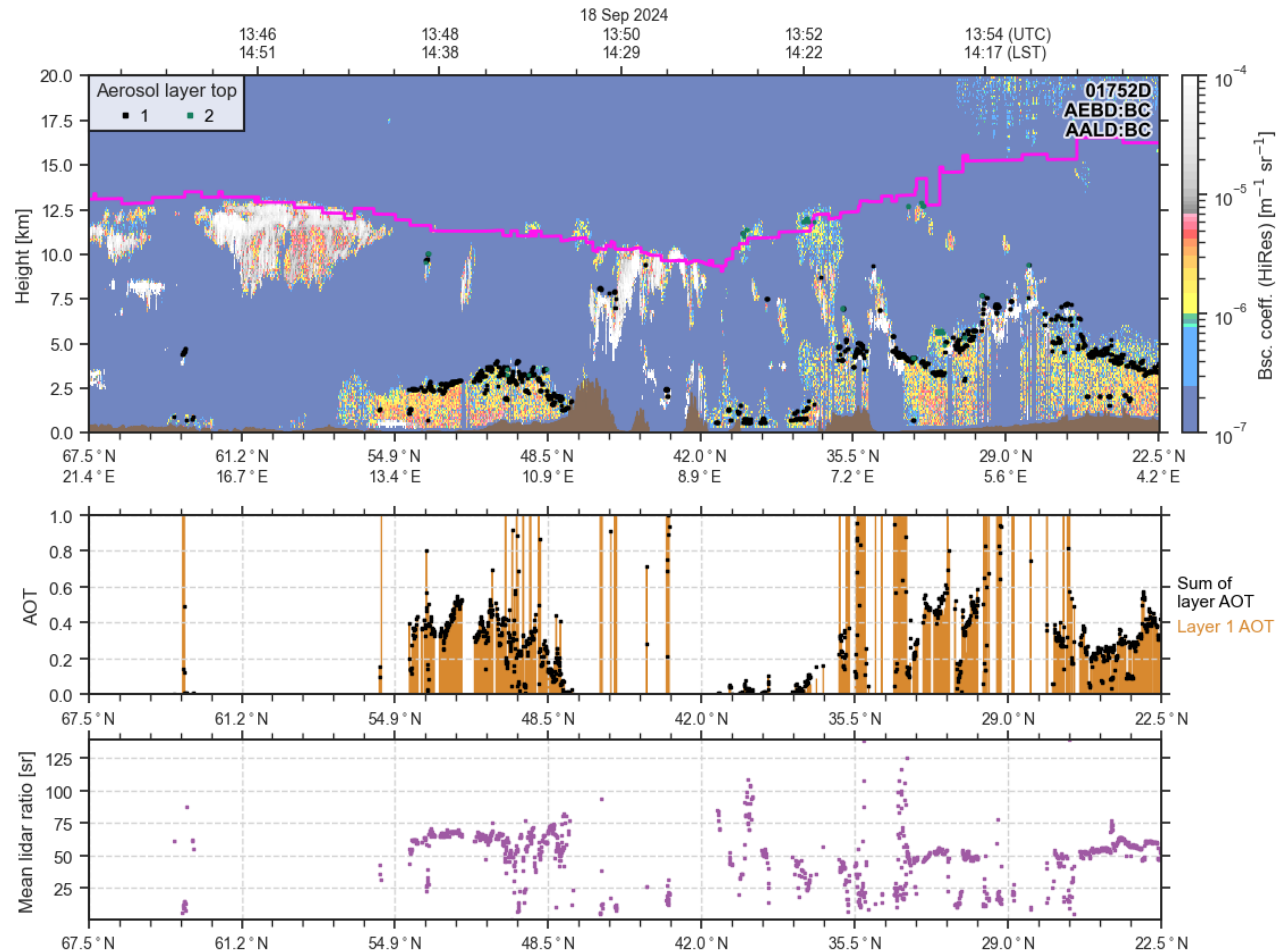 18 Sep 2024
13:46 13:48 13:50 13:52 13:54 (UTC)
14:51 14:38 14:29 14:22 14:17 (LST)
Aerosol layer top
1 2
01752D
AEBD:BC
AALD:BC
Height [km]
20.0
17.5
15.0
12.5
10.0
7.5
5.0
2.5
0.0
67.5°N 61.2°N 54.9°N 48.5°N 42.0°N 35.5°N 29.0°N 22.5°N
21.4°E 16.7°E 13.4°E 10.9°E 8.9°E 7.2°E 5.6°E 4.2°E
10⁻⁴
10⁻⁵
10⁻⁶
10⁻⁷
Bsc. coeff. (HiRes) [m⁻¹ sr⁻¹]
AOT
1.0
0.8
0.6
0.4
0.2
0.0
67.5°N 61.2°N 54.9°N 48.5°N 42.0°N 35.5°N 29.0°N 22.5°N
Sum of
layer AOT
Layer 1 AOT
Mean lidar ratio [sr]
125
100
75
50
25
67.5°N 61.2°N 54.9°N 48.5°N 42.0°N 35.5°N 29.0°N 22.5°N